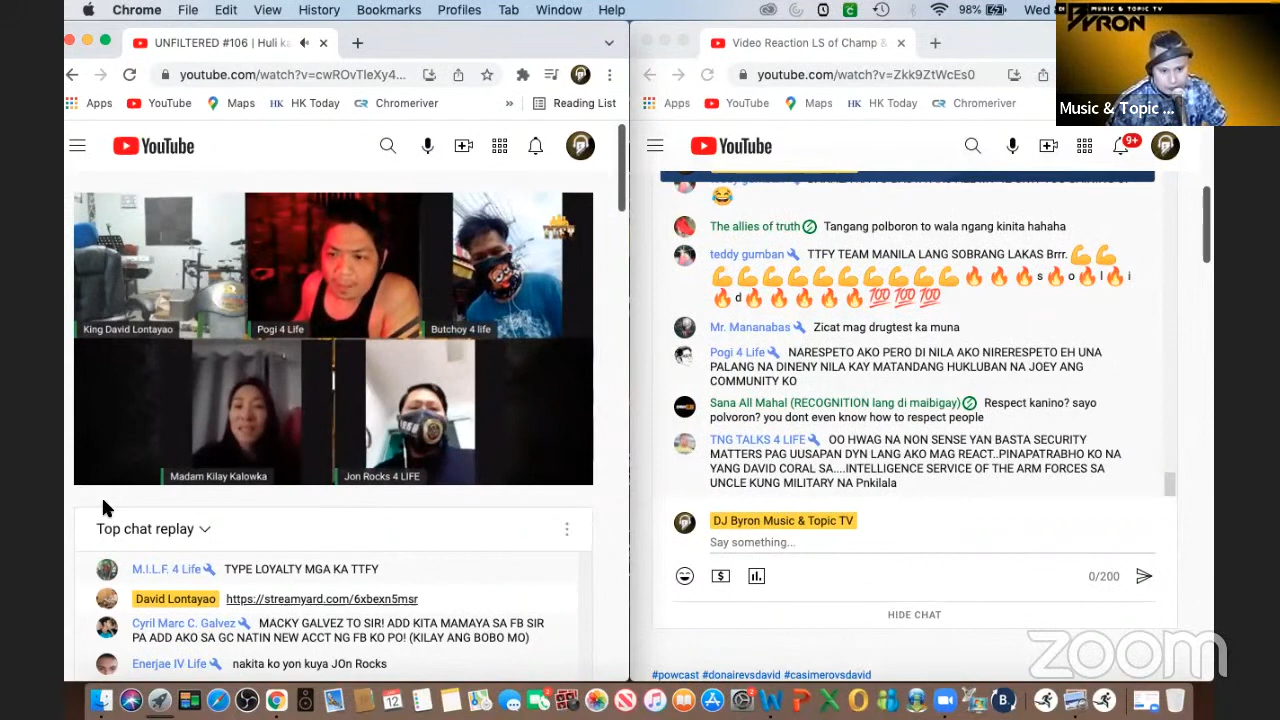 Chrome File Edit View History Bookmarks Profiles Tab Window Help
98% Wed
MUSIC & TOPIC TV
BYRON
Music & Topic ...
UNFILTERED #106 | Huli ka
Video Reaction LS of Champ &
youtube.com/watch?v=cwROvTleXy4...
youtube.com/watch?v=Zkk9ZtWcEs0
Apps YouTube Maps HK HK Today CR Chromeriver » Reading List
Apps YouTube Maps HK HK Today CR Chromeriver
YouTube
YouTube
9+
King David Lontayao
Pogi 4 Life
Butchoy 4 life
Madam Kilay Kalowka
Jon Rocks 4 LIFE
Top chat replay
M.I.L.F. 4 Life TYPE LOYALTY MGA KA TTFY
David Lontayao https://streamyard.com/6xbexn5msr
Cyril Marc C. Galvez MACKY GALVEZ TO SIR! ADD KITA MAMAYA SA FB SIR
PA ADD AKO SA GC NATIN NEW ACCT NG FB KO PO! (KILAY ANG BOBO MO)
Enerjae IV Life nakita ko yon kuya JOn Rocks
teddy gumban
😂
The allies of truth Tangang polboron to wala ngang kinita hahaha
teddy gumban TTFY TEAM MANILA LANG SOBRANG LAKAS Brrr. 💪💪
💪💪💪💪💪💪💪💪💪💪🔥🔥🔥s🔥o🔥l🔥i
🔥d🔥🔥🔥🔥🔥💯💯💯
Mr. Mananabas Zicat mag drugtest ka muna
Pogi 4 Life NARESPETO AKO PERO DI NILA AKO NIRERESPETO EH UNA
PALANG NA DINENY NILA KAY MATANDANG HUKLUBAN NA JOEY ANG
COMMUNITY KO
Sana All Mahal (RECOGNITION lang di maibigay) Respect kanino? sayo
polvoron? you dont even know how to respect people
TNG TALKS 4 LIFE OO HWAG NA NON SENSE YAN BASTA SECURITY
MATTERS PAG UUSAPAN DYN LANG AKO MAG REACT..PINAPATRABHO KO NA
YANG DAVID CORAL SA....INTELLIGENCE SERVICE OF THE ARM FORCES SA
UNCLE KUNG MILITARY NA Pnkilala
DJ Byron Music & Topic TV
Say something...
0/200
HIDE CHAT
#powcast #donairevsdavid #casimerovsdavid
zoom